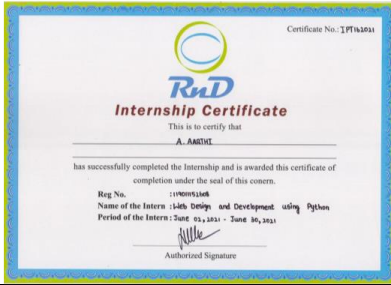 Certificate No.: IPT162021
RnD
Internship Certificate
This is to certify that
A. AARTHI
has successfully completed the Internship and is awarded this certificate of
completion under the seal of this conern.
Reg No. :
Name of the Intern : Web Design and Development using Python
Period of the Intern : June 02, 2021 - June 30, 2021
Authorized Signature